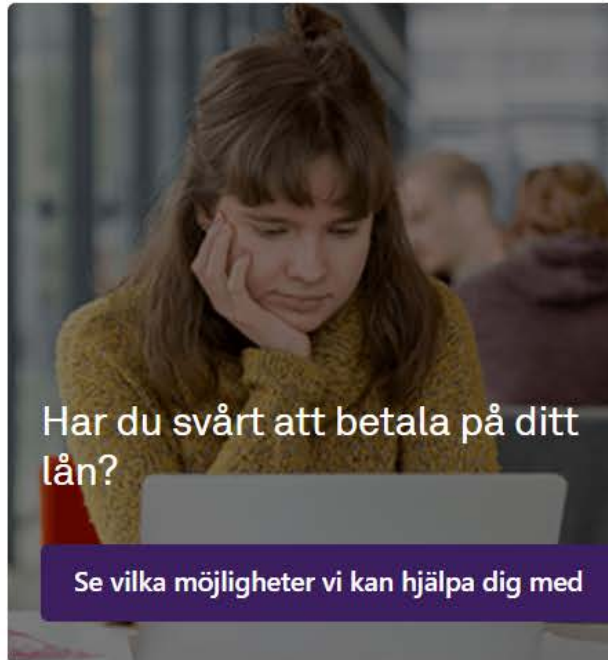 Har du svårt att betala på ditt
lån?
Se vilka möjligheter vi kan hjälpa dig med